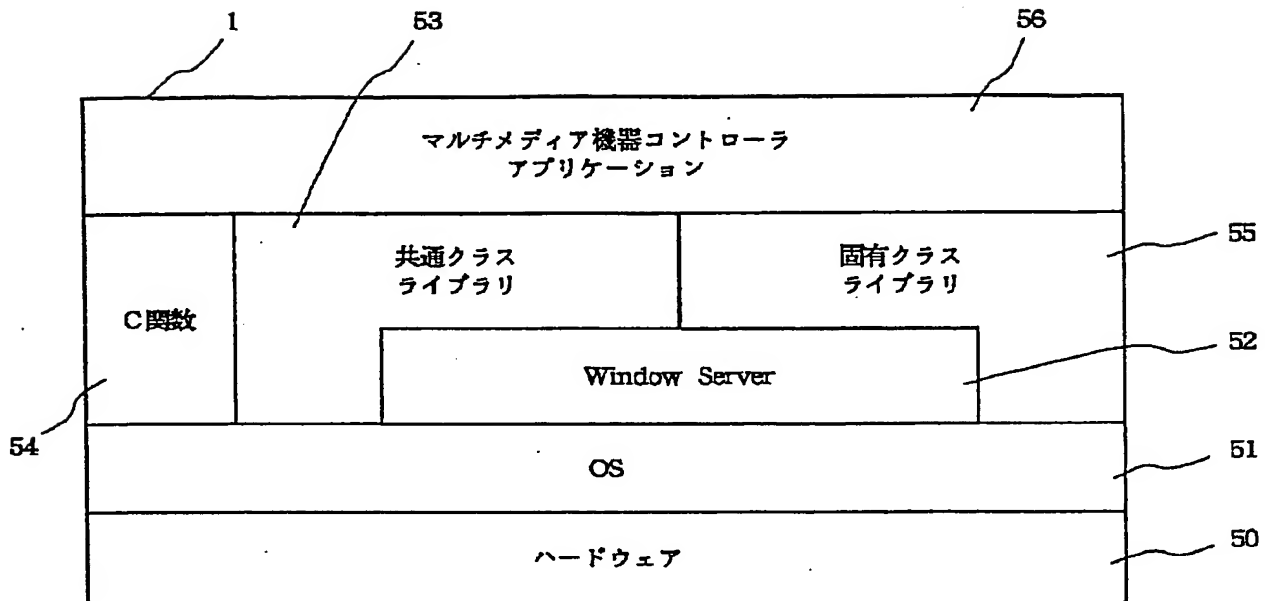 1
53
56
マルチメディア機器コントローラ
アプリケーション
共通クラス
ライブラリ
固有クラス
ライブラリ
55
C関数
Window Server
52
54
OS
51
ハードウェア
50